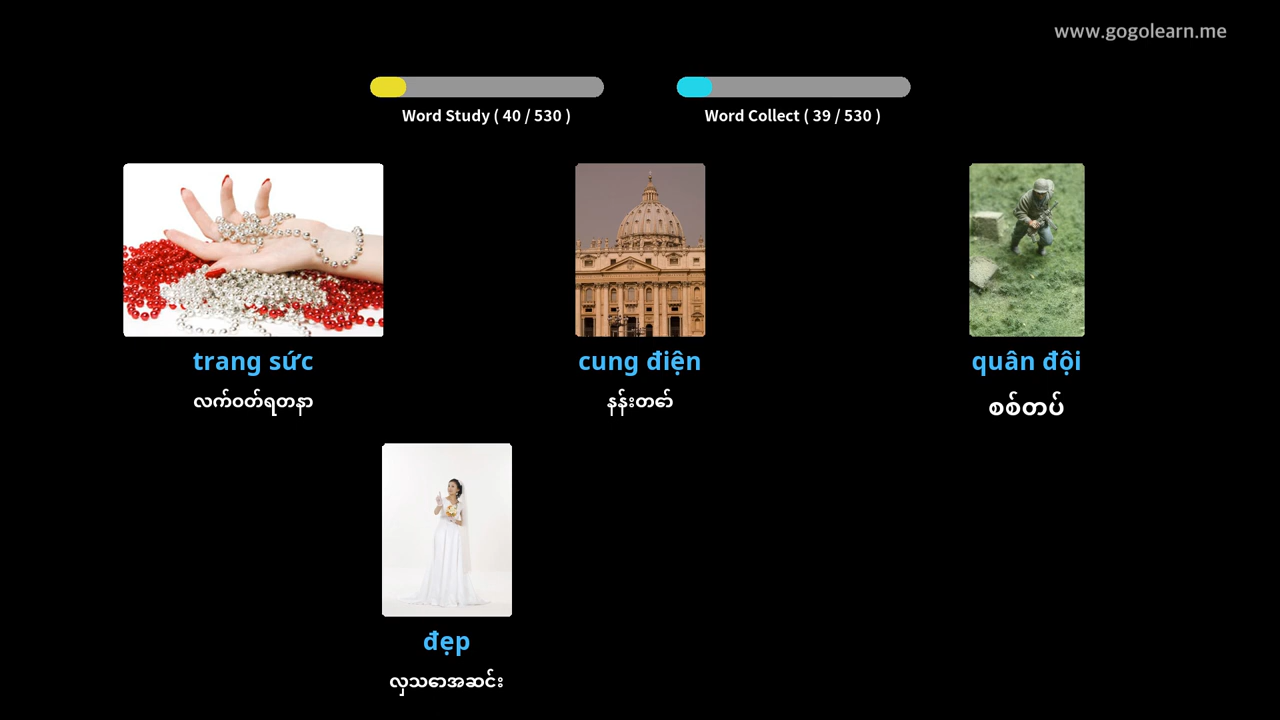 www.gogolearn.me
Word Study ( 40 / 530 )
Word Collect ( 39 / 530 )
trang sức
cung điện
quân đội
လက်ဝတ်ရတနာ
နန်းတော်
စစ်တပ်
đẹp
လှသောအဆင်း